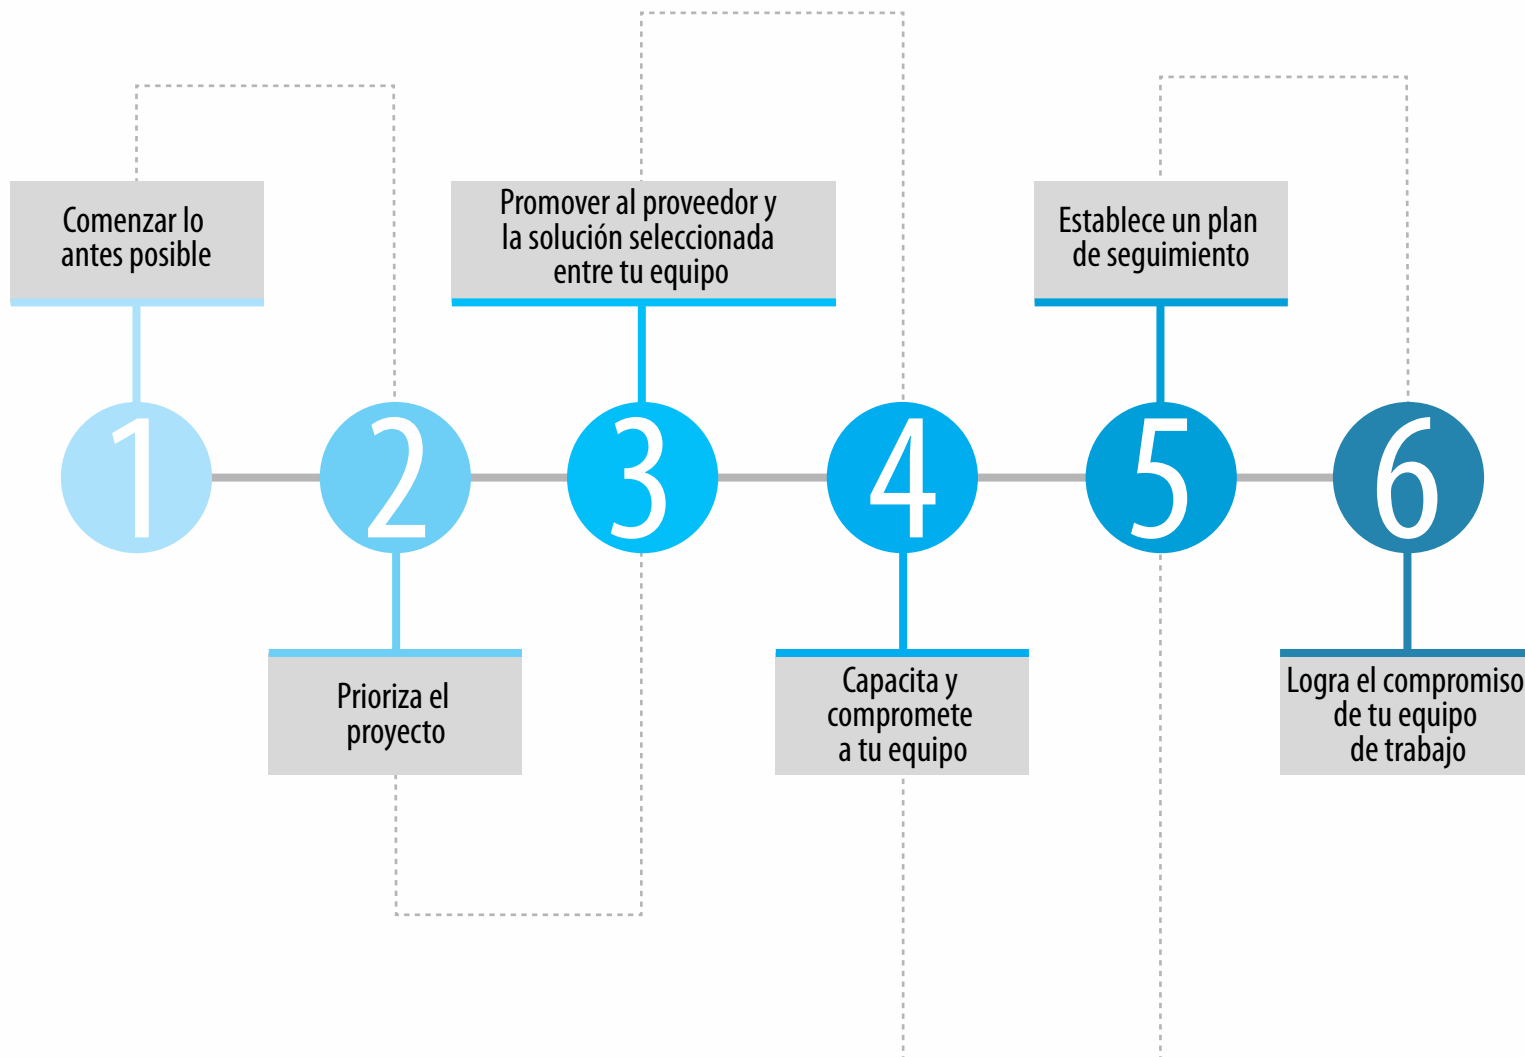 Comenzar lo
antes posible
Promover al proveedor y
la solución seleccionada
entre tu equipo
Establece un plan
de seguimiento
1
2
3
4
5
6
Prioriza el
proyecto
Capacita y
compromete
a tu equipo
Logra el compromiso
de tu equipo
de trabajo